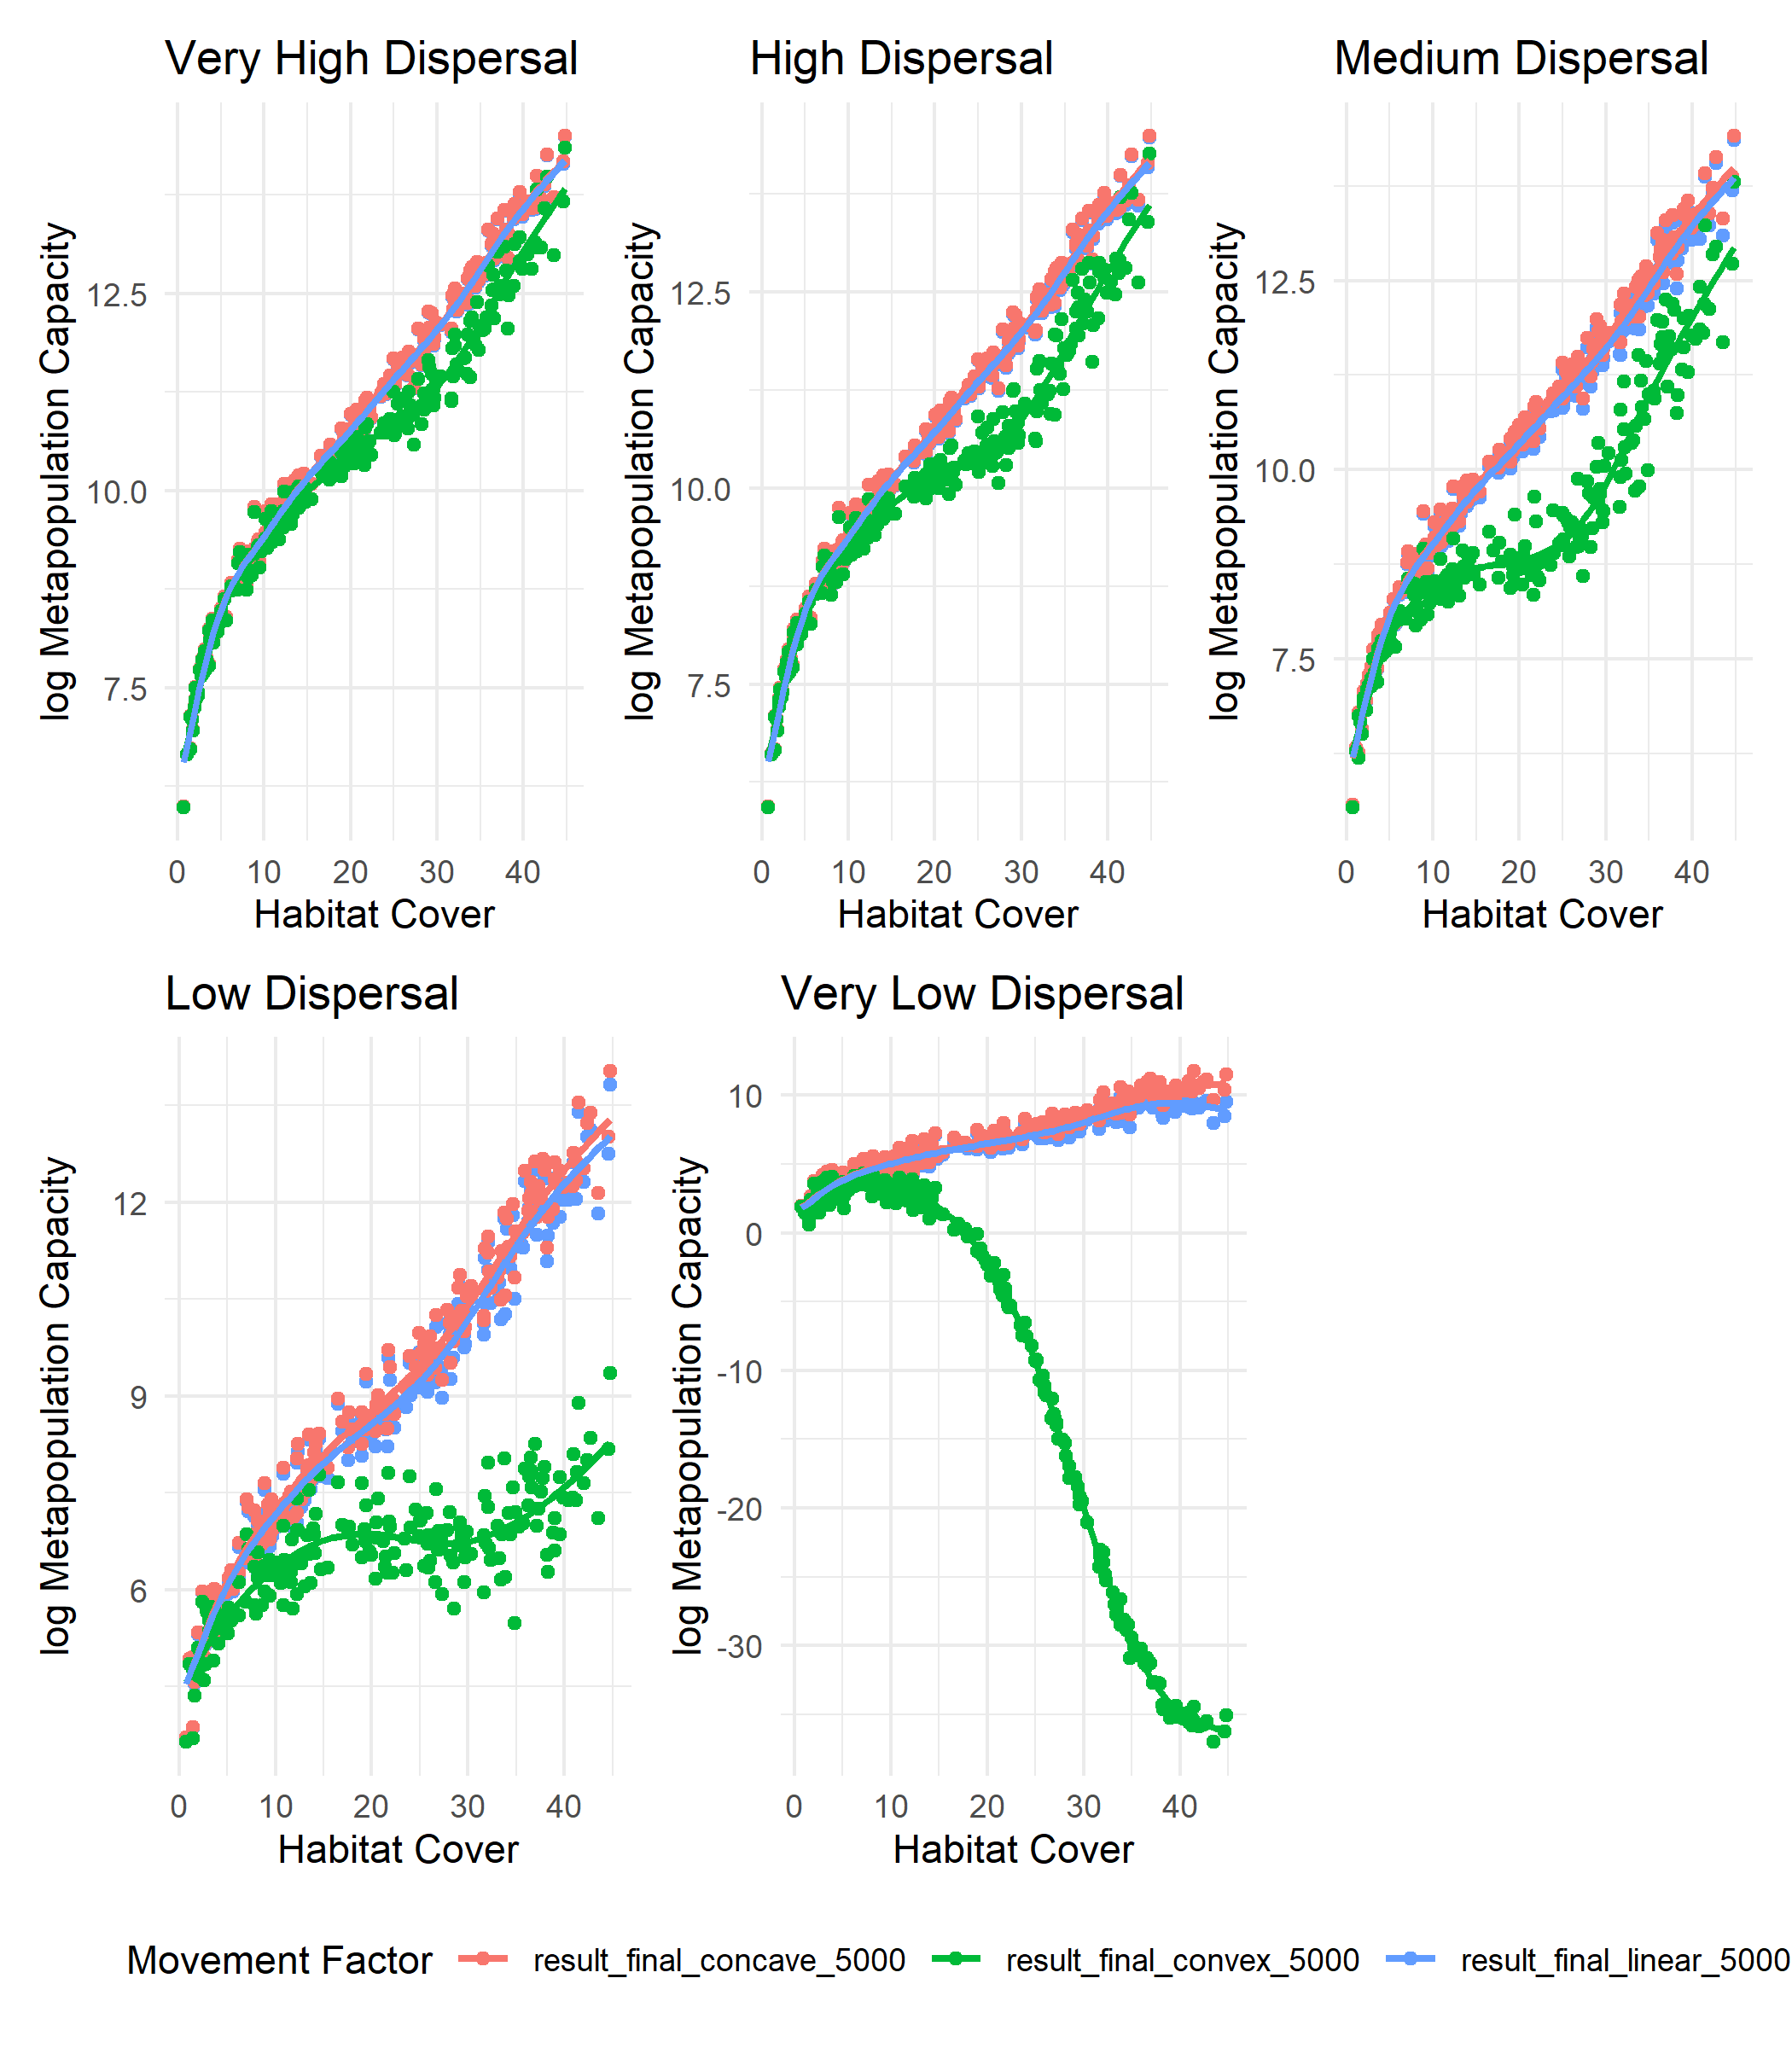 Very High Dispersal
log Metapopulation Capacity
12.5
10.0
7.5
0 10 20 30 40
Habitat Cover
High Dispersal
log Metapopulation Capacity
12.5
10.0
7.5
0 10 20 30 40
Habitat Cover
Medium Dispersal
log Metapopulation Capacity
12.5
10.0
7.5
0 10 20 30 40
Habitat Cover
Low Dispersal
log Metapopulation Capacity
12
9
6
0 10 20 30 40
Habitat Cover
Very Low Dispersal
log Metapopulation Capacity
10
0
-10
-20
-30
0 10 20 30 40
Habitat Cover
Movement Factor result_final_concave_5000 result_final_convex_5000 result_final_linear_5000